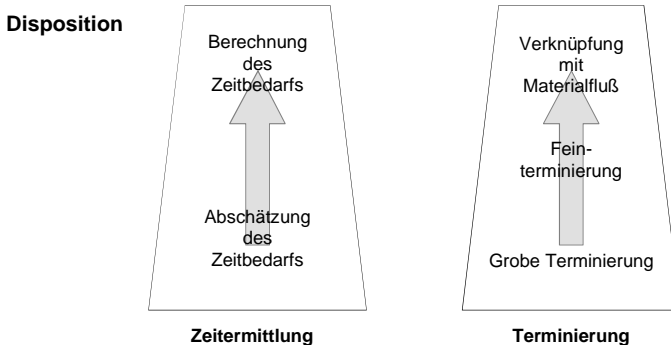 Disposition
Berechnung
des
Zeitbedarfs
Abschätzung
des
Zeitbedarfs
Zeitermittlung
Verknüpfung
mit
Materialfluß
Fein-
terminierung
Grobe Terminierung
Terminierung